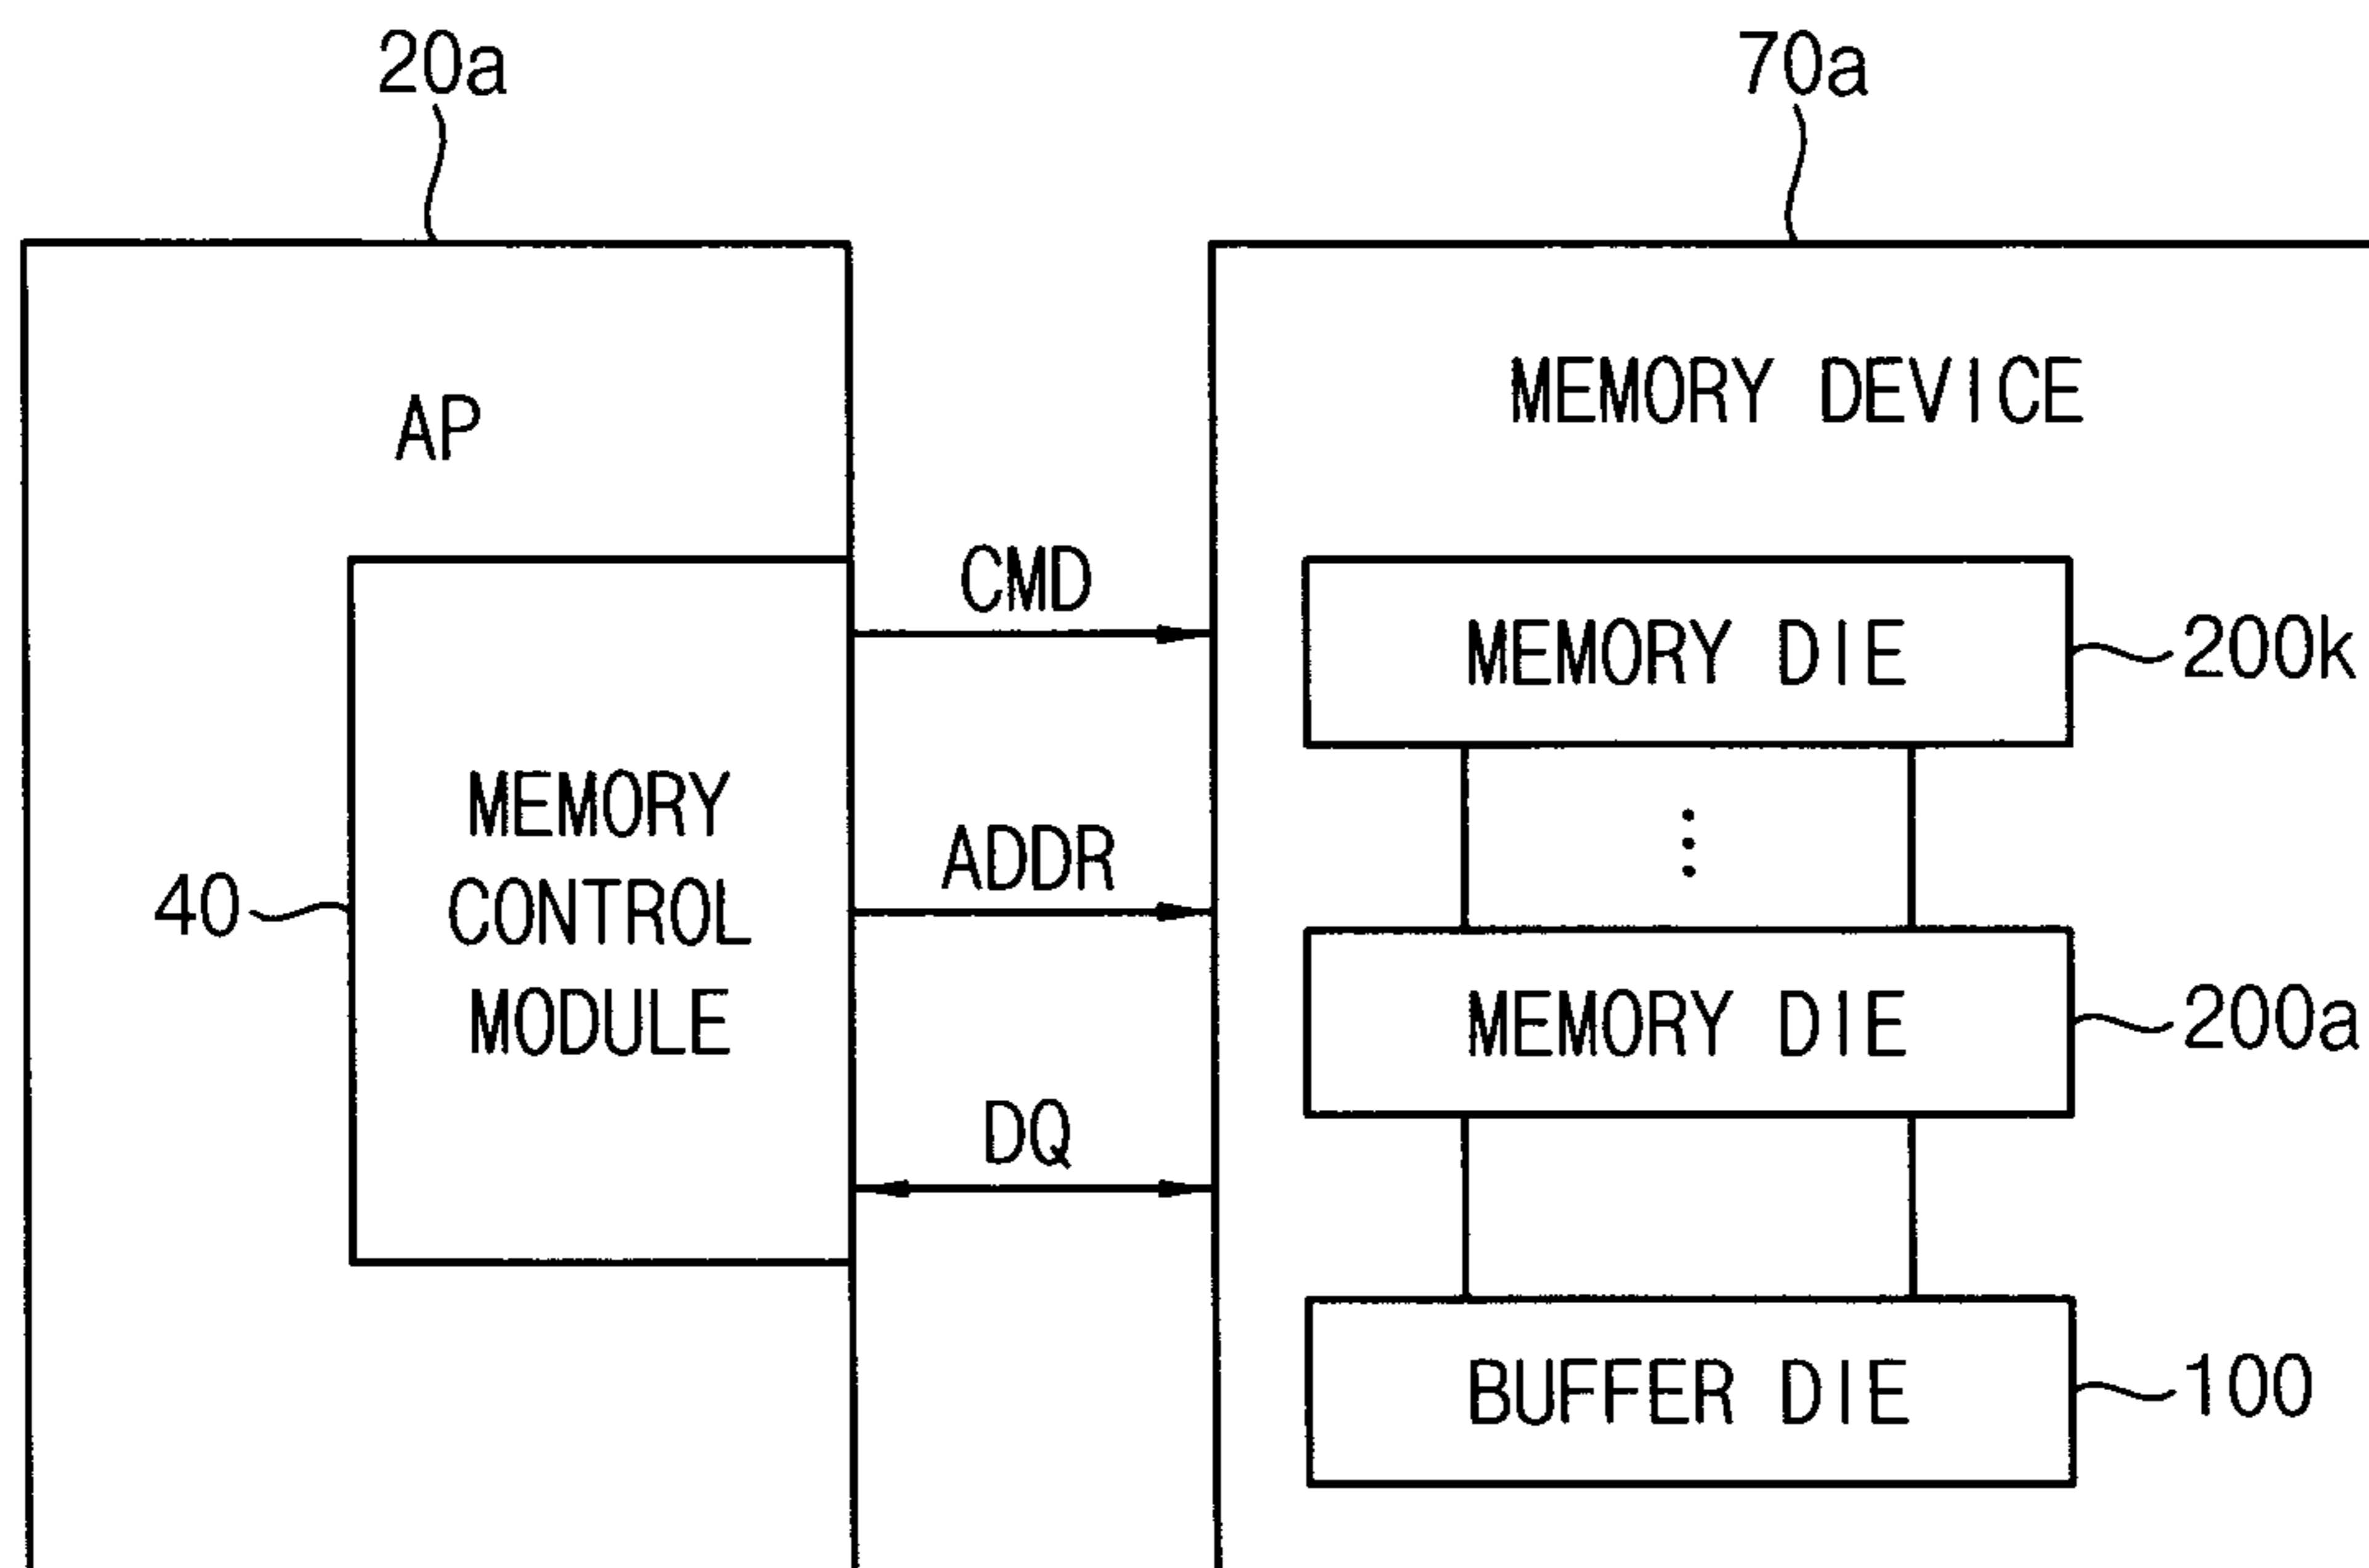 20a
70a
AP
MEMORY DEVICE
CMD
MEMORY DIE
200k
MEMORY
CONTROL
MODULE
40
ADDR
MEMORY DIE
200a
DQ
BUFFER DIE
100